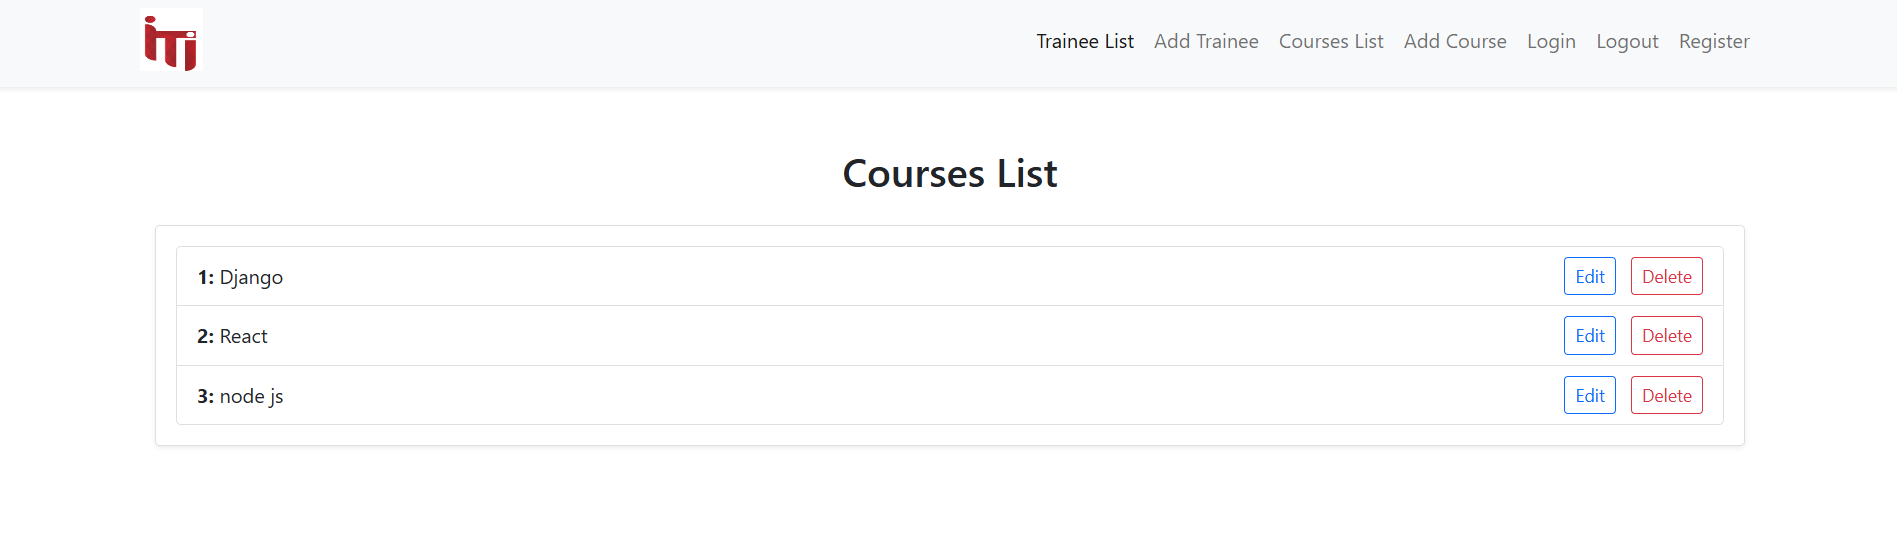 iTi
Trainee List Add Trainee Courses List Add Course Login Logout Register
Courses List
1: Django Edit Delete
2: React Edit Delete
3: node js Edit Delete